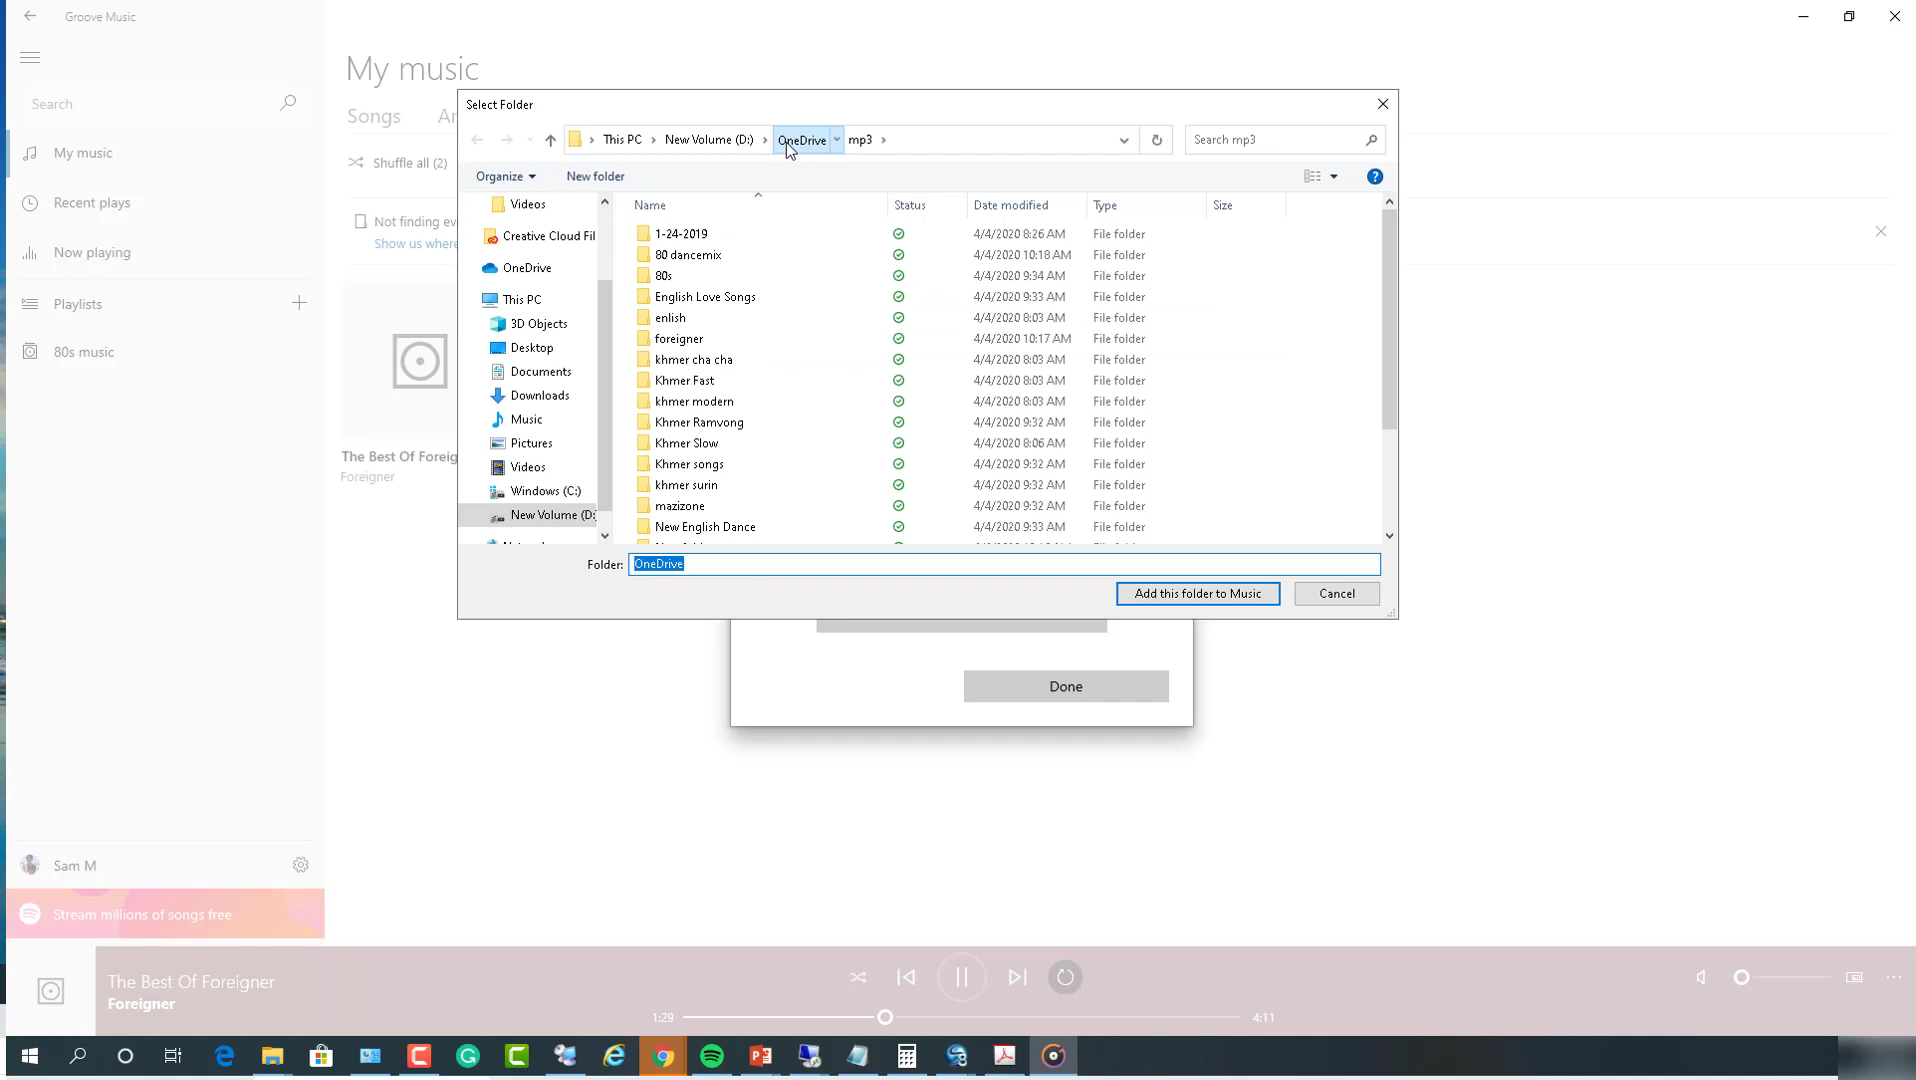 Groove Music
Search
My music
Recent plays
Now playing
Playlists
80s music
Sam M
Stream millions of songs free
My music
Songs
Shuffle all (2)
Not finding
Show us
The Best Of
Foreigner
Select Folder
This PC
New Volume (D:)
OneDrive
mp3
Search mp3
Organize
New folder
Videos
Creative Cloud Fil
OneDrive
This PC
3D Objects
Desktop
Documents
Downloads
Music
Pictures
Videos
Windows (C:)
New Volume (D:
Name Status Date modified Type Size
1-24-2019 4/4/2020 8:26 AM File folder
80 dancemix 4/4/2020 10:18 AM File folder
80s 4/4/2020 9:34 AM File folder
English Love Songs 4/4/2020 9:33 AM File folder
enlish 4/4/2020 8:03 AM File folder
foreigner 4/4/2020 10:17 AM File folder
khmer cha cha 4/4/2020 8:03 AM File folder
Khmer Fast 4/4/2020 8:03 AM File folder
khmer modern 4/4/2020 8:03 AM File folder
Khmer Ramvong 4/4/2020 9:32 AM File folder
Khmer Slow 4/4/2020 8:06 AM File folder
Khmer songs 4/4/2020 9:32 AM File folder
khmer surin 4/4/2020 9:32 AM File folder
mazizone 4/4/2020 9:32 AM File folder
New English Dance 4/4/2020 9:33 AM File folder
Folder: OneDrive
Add this folder to Music
Cancel
Done
The Best Of Foreigner
Foreigner
1:29
4:11